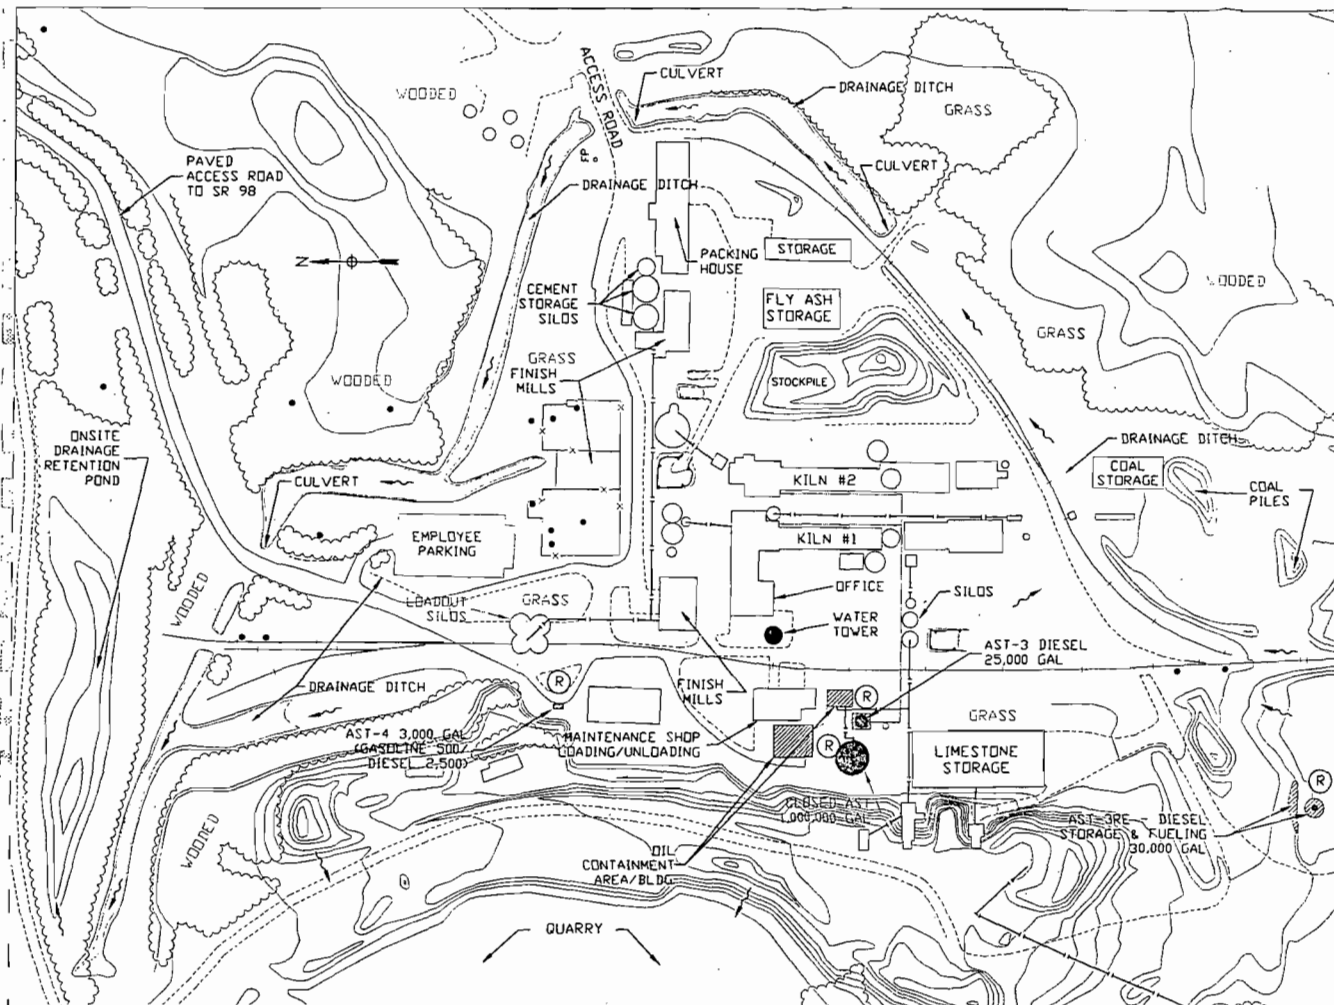 WOODED
ACCESS ROAD
CULVERT
DRAINAGE DITCH
GRASS
PAVED
ACCESS ROAD
TO SR 98
FP
DRAINAGE DITCH
CULVERT
N
PACKING
HOUSE
STORAGE
CEMENT
STORAGE
SILOS
FLY ASH
STORAGE
WOODED
GRASS
GRASS
FINISH
MILLS
WOODED
STOCKPILE
ONSITE
DRAINAGE
RETENTION
POND
DRAINAGE DITCH
COAL
STORAGE
COAL
PILES
CULVERT
KILN #2
EMPLOYEE
PARKING
KILN #1
WOODED
LOADOUT
SILOS
GRASS
OFFICE
SILOS
WATER
TOWER
AST-3 DIESEL
25,000 GAL
DRAINAGE DITCH
R
FINISH
MILLS
R
GRASS
AST-4 3,000 GAL
(GASOLINE 500/
DIESEL 2,500)
MAINTENANCE SHOP
LOADING/UNLOADING
R
LIMESTONE
STORAGE
R
CLOSED AST
1,000,000 GAL
AST-3RE - DIESEL
STORAGE & FUELING
30,000 GAL
WOODED
OIL
CONTAINMENT
AREA/BLDG
QUARRY